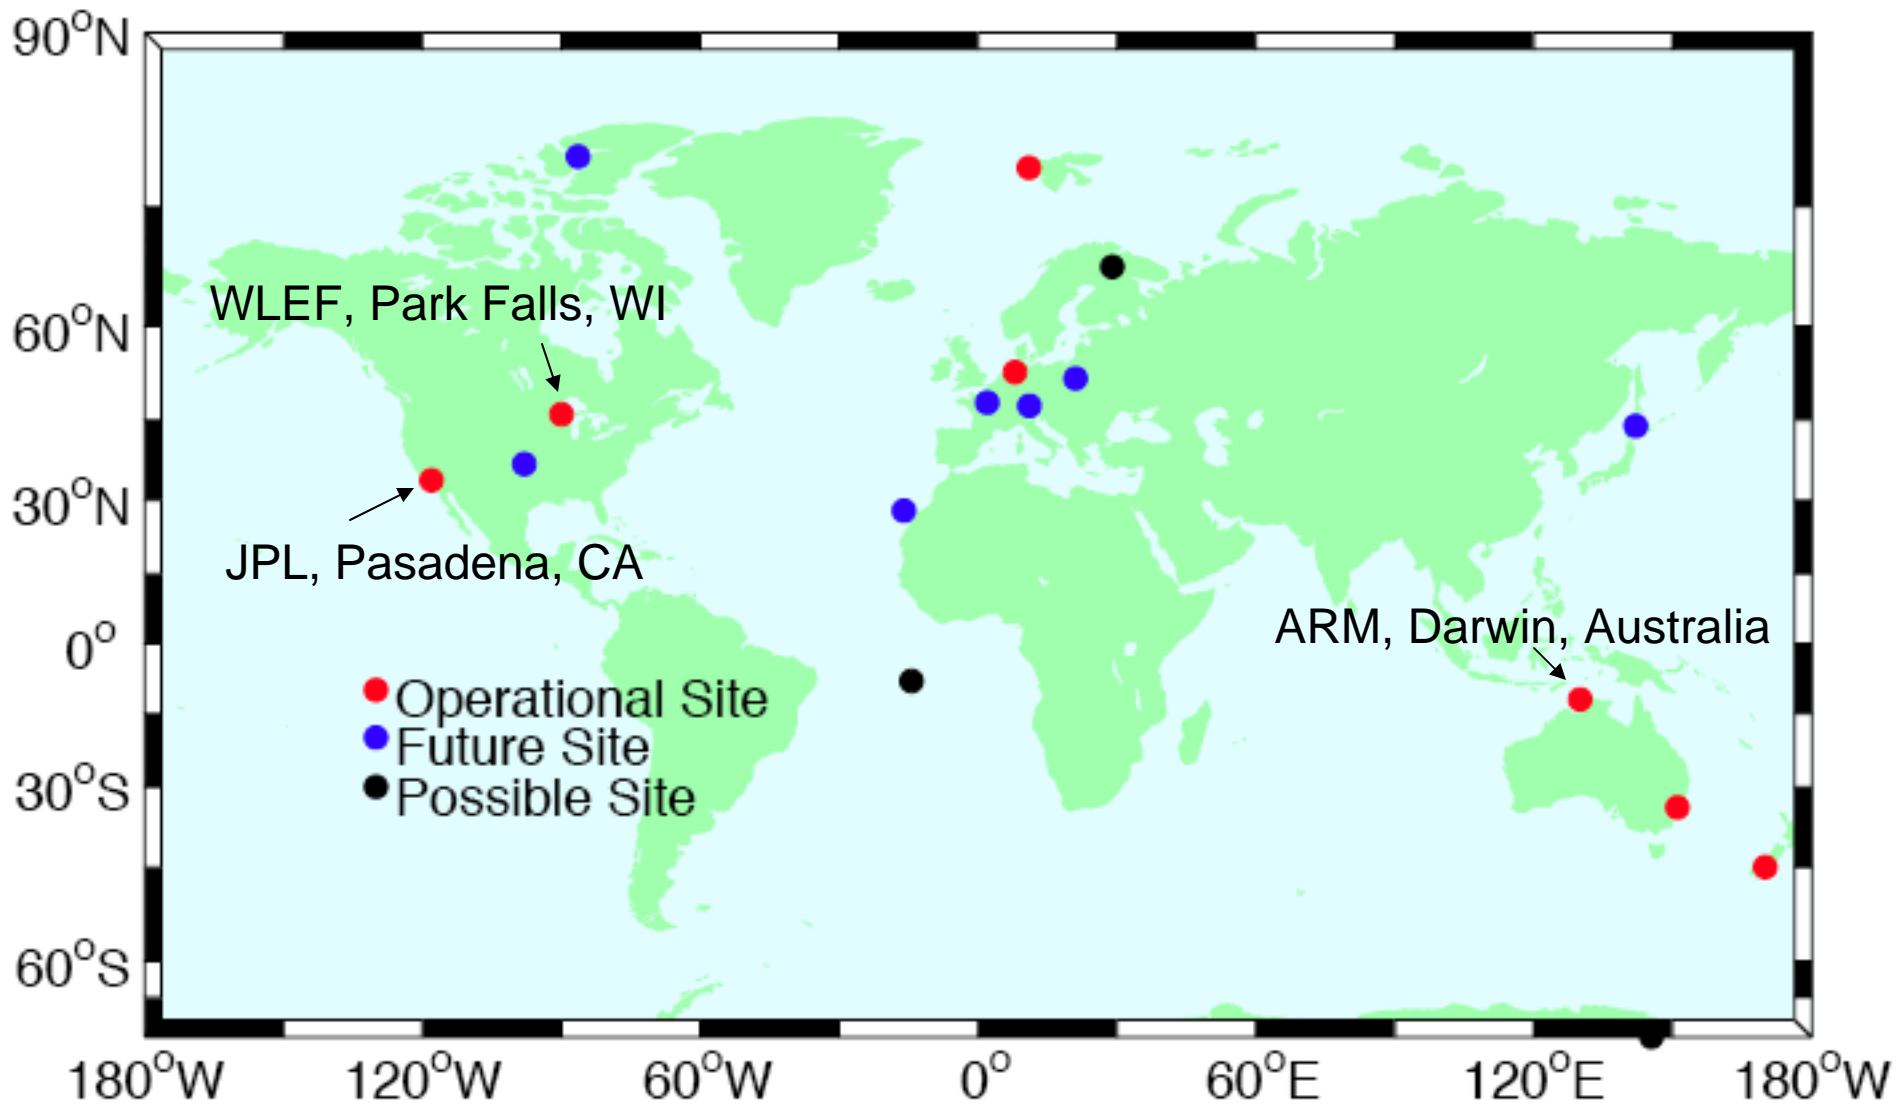 90°N
WLEF, Park Falls, WI
60°N
30°N
JPL, Pasadena, CA
ARM, Darwin, Australia
0°
Operational Site
Future Site
Possible Site
30°S
60°S
180°W 120°W 60°W 0° 60°E 120°E 180°W